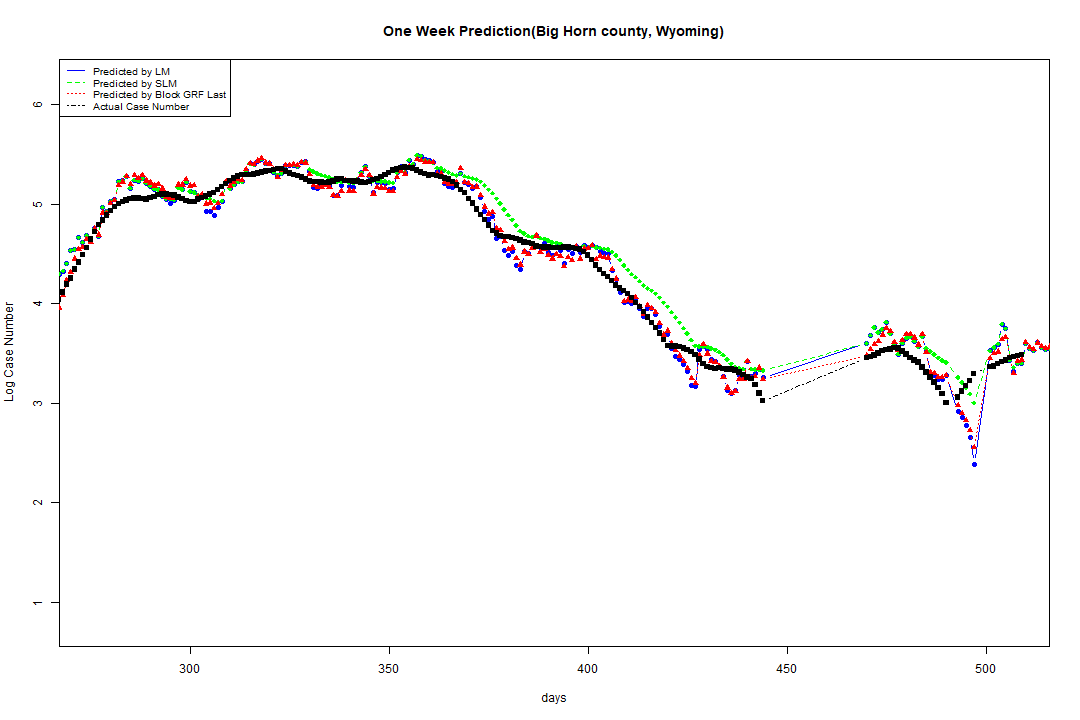 One Week Prediction(Big Horn county, Wyoming)
Predicted by LM
Predicted by SLM
Predicted by Block GRF Last
Actual Case Number
6
5
4
3
2
1
Log Case Number
300 350 400 450 500
days